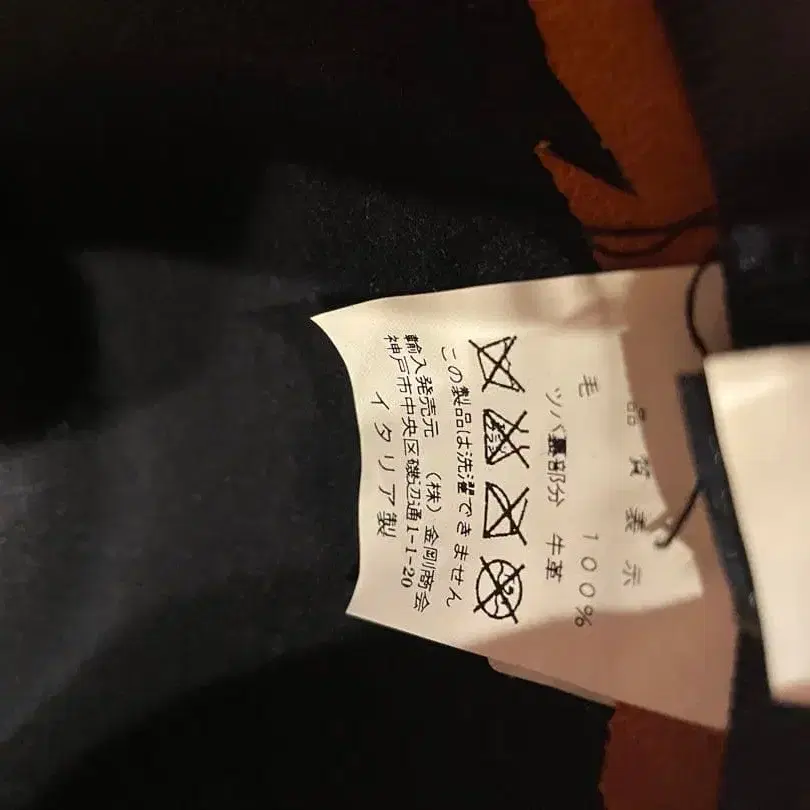 品質表示
毛 100%
ツバ裏部分 牛革
この製品は洗濯できません
輸入発売元 (株)金剛商会
神戸市中央区磯辺通1-1-20
イタリア製